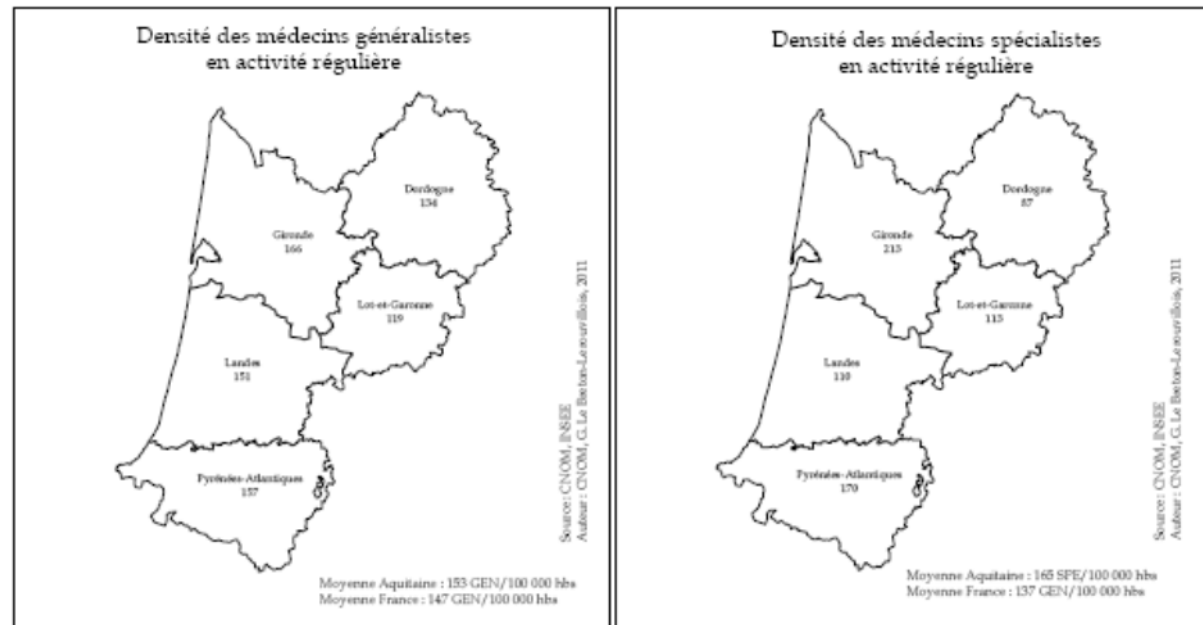 Densité des médecins généralistes
en activité régulière
Dordogne
134
Gironde
166
Lot-et-Garonne
119
Landes
151
Pyrénées-Atlantiques
157
Source: CNOM, INSEE
Auteur : CNOM, G. Le Breton-Lerouvillois, 2011
Moyenne Aquitaine : 153 GEN/100 000 hbs
Moyenne France : 147 GEN/100 000 hbs
Densité des médecins spécialistes
en activité régulière
Dordogne
87
Gironde
213
Lot-et-Garonne
113
Landes
110
Pyrénées-Atlantiques
170
Source: CNOM, INSEE
Auteur : CNOM, G. Le Breton-Lerouvillois, 2011
Moyenne Aquitaine : 165 SPE/100 000 hbs
Moyenne France : 137 GEN/100 000 hbs